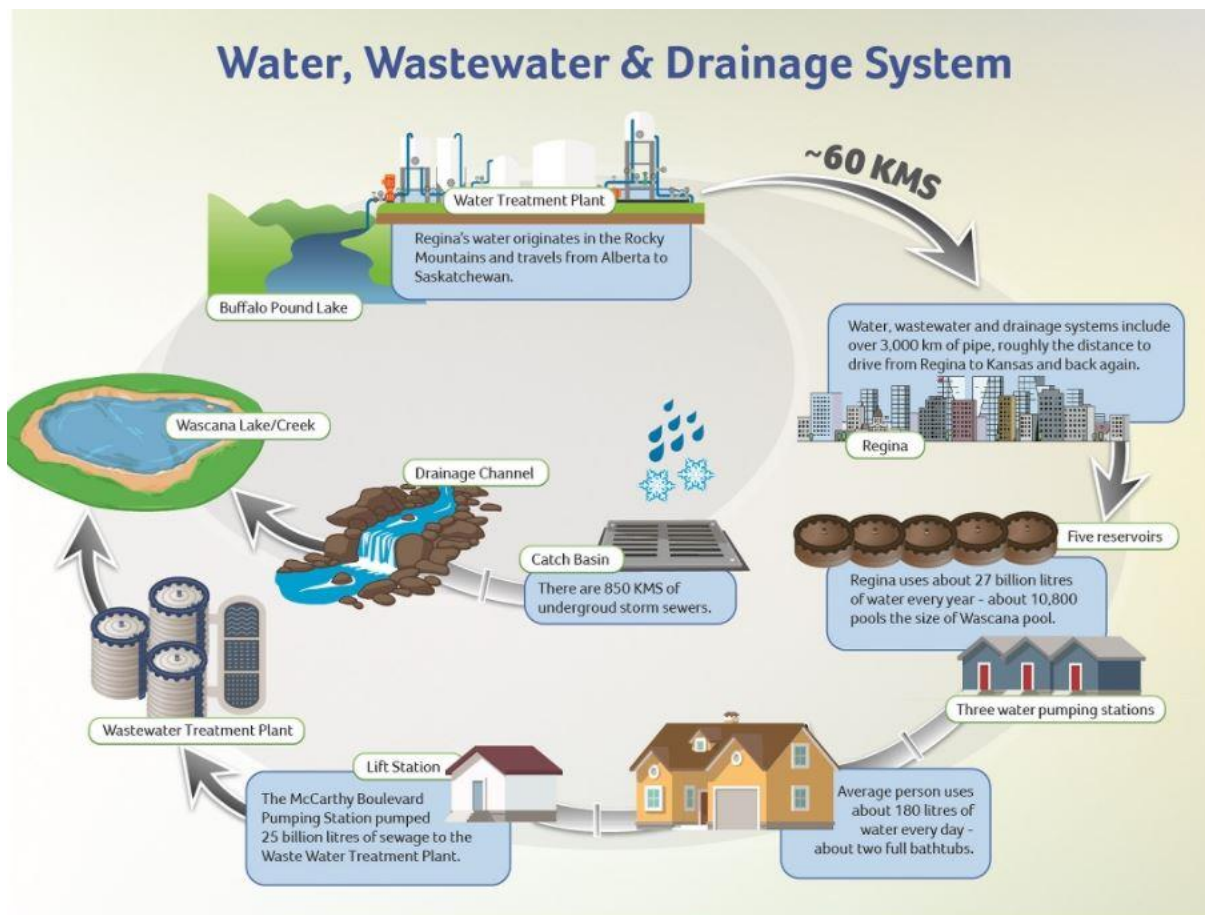 Water, Wastewater & Drainage System
~60 KMS
Water Treatment Plant
Regina's water originates in the Rocky
Mountains and travels from Alberta to
Saskatchewan.
Buffalo Pound Lake
Water, wastewater and drainage systems include
over 3,000 km of pipe, roughly the distance to
drive from Regina to Kansas and back again.
Regina
Wascana Lake/Creek
Drainage Channel
Catch Basin
There are 850 KMS of
undergroud storm sewers.
Five reservoirs
Regina uses about 27 billion litres
of water every year - about 10,800
pools the size of Wascana pool.
Three water pumping stations
Average person uses
about 180 litres of
water every day -
about two full bathtubs.
Lift Station
The McCarthy Boulevard
Pumping Station pumped
25 billion litres of sewage to the
Waste Water Treatment Plant.
Wastewater Treatment Plant